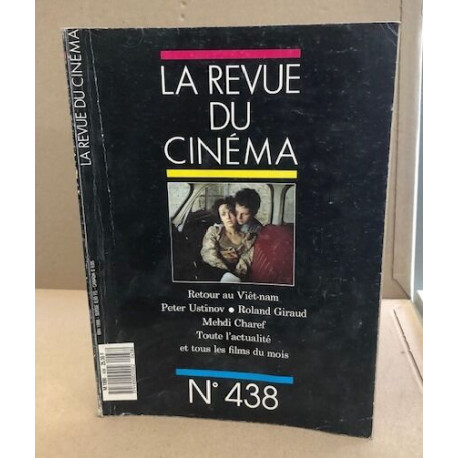 LA REVUE DU CINÉMA
LA REVUE
DU
CINÉMA
Retour au Viêt-nam
Peter Ustinov • Roland Giraud
Mehdi Charef
Toute l'actualité
et tous les films du mois
N° 438